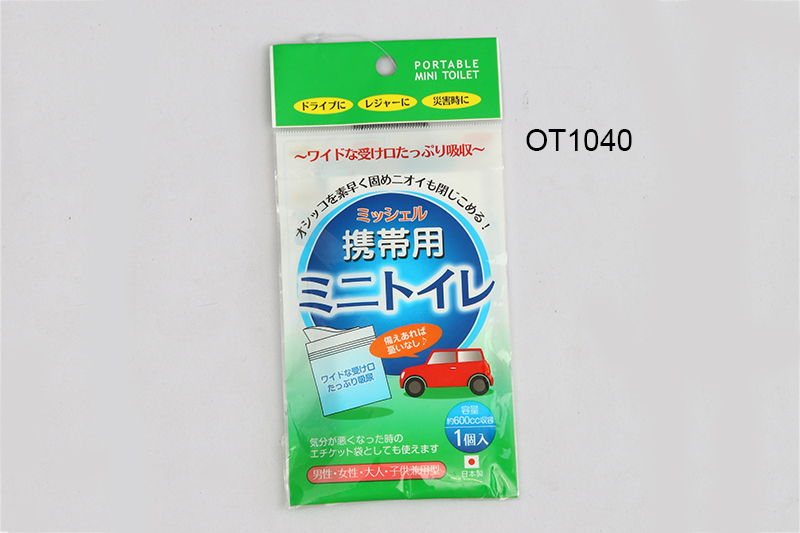 PORTABLE
MINI TOILET
ドライブに
レジャーに
災害時に
OT1040
～ワイドな受け口たっぷり吸収～
オシッコを素早く固めニオイも閉じこめる！
ミッシェル
携帯用
ミニトイレ
備えあれば
憂いなし♪
ワイドな受け口
たっぷり吸尿
容量
約600cc収容
1個入
気分が悪くなった時の
エチケット袋としても使えます
男性・女性・大人・子供兼用型
日本製